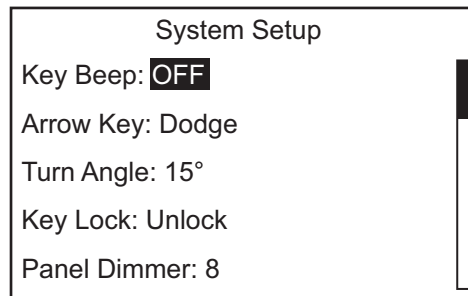 System Setup
Key Beep: OFF
Arrow Key: Dodge
Turn Angle: 15°
Key Lock: Unlock
Panel Dimmer: 8